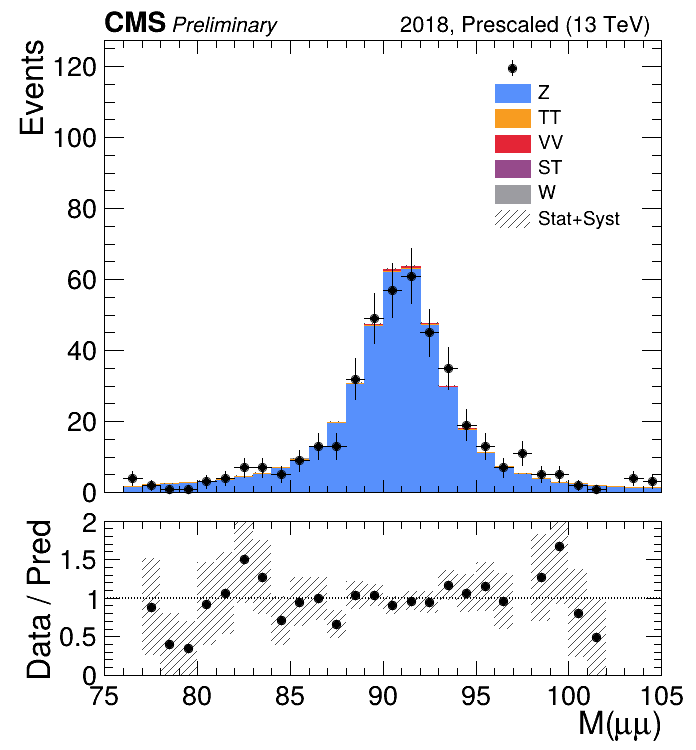 CMS Preliminary 2018, Prescaled (13 TeV)
Events
120
100
80
60
40
20
0
Z
TT
VV
ST
W
Stat+Syst
Data / Pred
2
1.5
1
0.5
0
75 80 85 90 95 100 105
M(μμ)